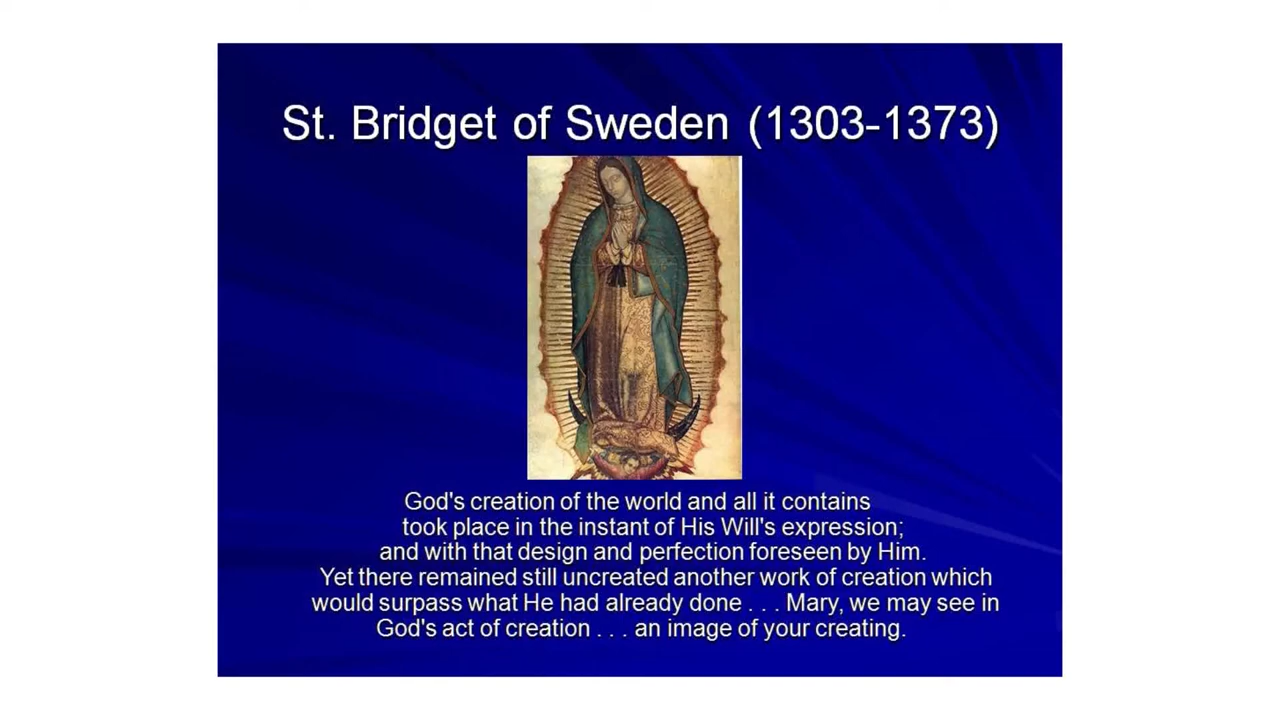 St. Bridget of Sweden (1303-1373)
God's creation of the world and all it contains
took place in the instant of His Will's expression;
and with that design and perfection foreseen by Him.
Yet there remained still uncreated another work of creation which
would surpass what He had already done . . . Mary, we may see in
God's act of creation . . . an image of your creating.